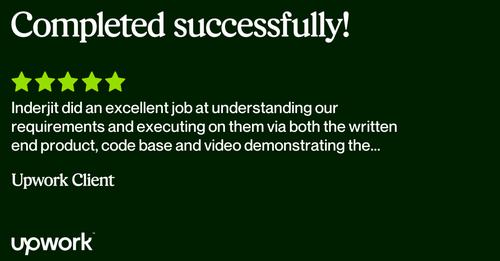 Completed successfully!
Inderjit did an excellent job at understanding our
requirements and executing on them via both the written
end product, code base and video demonstrating the...
Upwork Client
upwork™